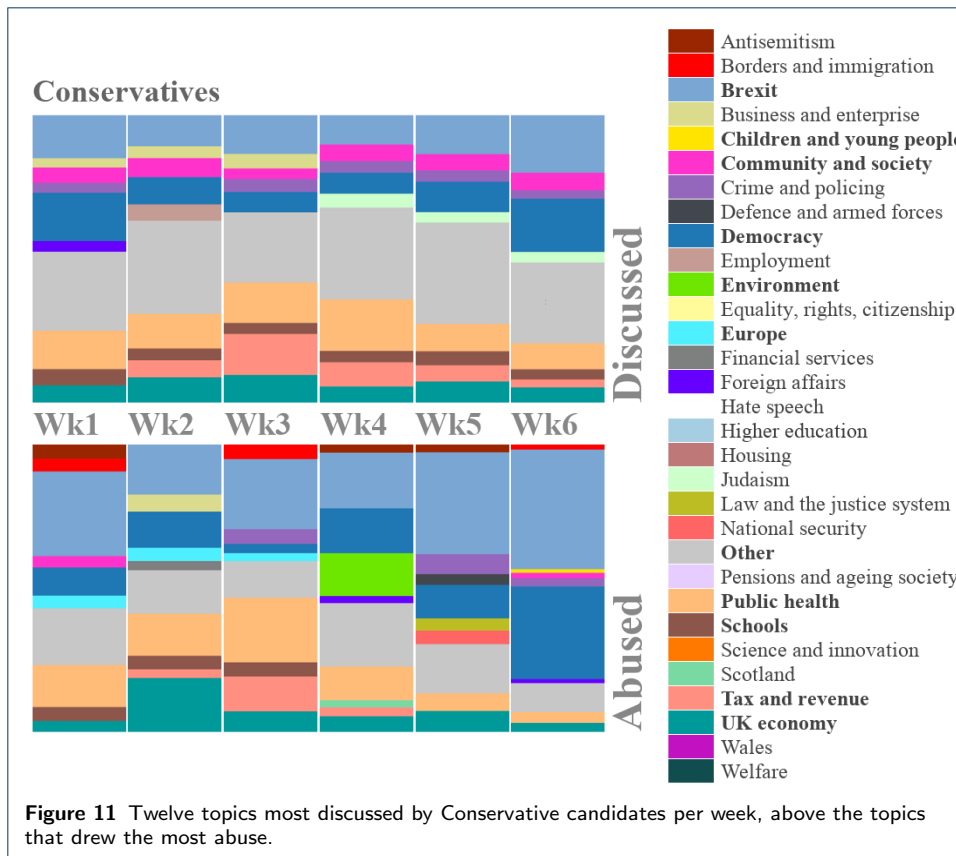 Conservatives
Discussed
Wk1 Wk2 Wk3 Wk4 Wk5 Wk6
Abused
Antisemitism
Borders and immigration
Brexit
Business and enterprise
Children and young people
Community and society
Crime and policing
Defence and armed forces
Democracy
Employment
Environment
Equality, rights, citizenship
Europe
Financial services
Foreign affairs
Hate speech
Higher education
Housing
Judaism
Law and the justice system
National security
Other
Pensions and ageing society
Public health
Schools
Science and innovation
Scotland
Tax and revenue
UK economy
Wales
Welfare
Figure 11 Twelve topics most discussed by Conservative candidates per week, above the topics
that drew the most abuse.